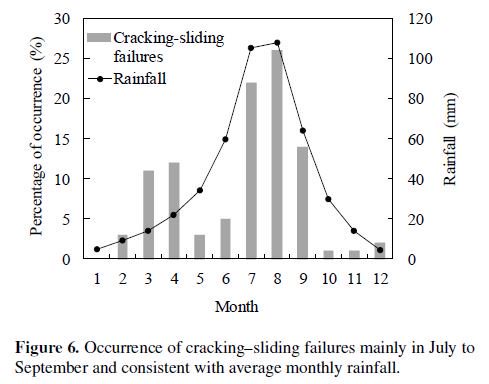 30
25
20
15
10
5
0
Percentage of occurrence (%)
Cracking-sliding
failures
Rainfall
120
100
80
60
40
20
0
Rainfall (mm)
1 2 3 4 5 6 7 8 9 10 11 12
Month
Figure 6. Occurrence of cracking–sliding failures mainly in July to
September and consistent with average monthly rainfall.